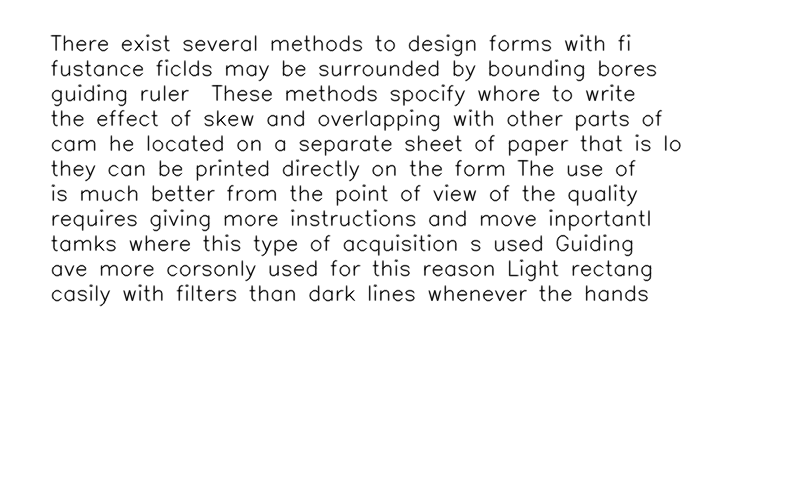 There exist several methods to design forms with fi
fustance ficlds may be surrounded by bounding bores
guiding ruler These methods spocify whore to write
the effect of skew and overlapping with other parts of
cam he located on a separate sheet of paper that is lo
they can be printed directly on the form The use of
is much better from the point of view of the quality
requires giving more instructions and move inportantl
tamks where this type of acquisition s used Guiding
ave more corsonly used for this reason Light rectang
casily with filters than dark lines whenever the hands